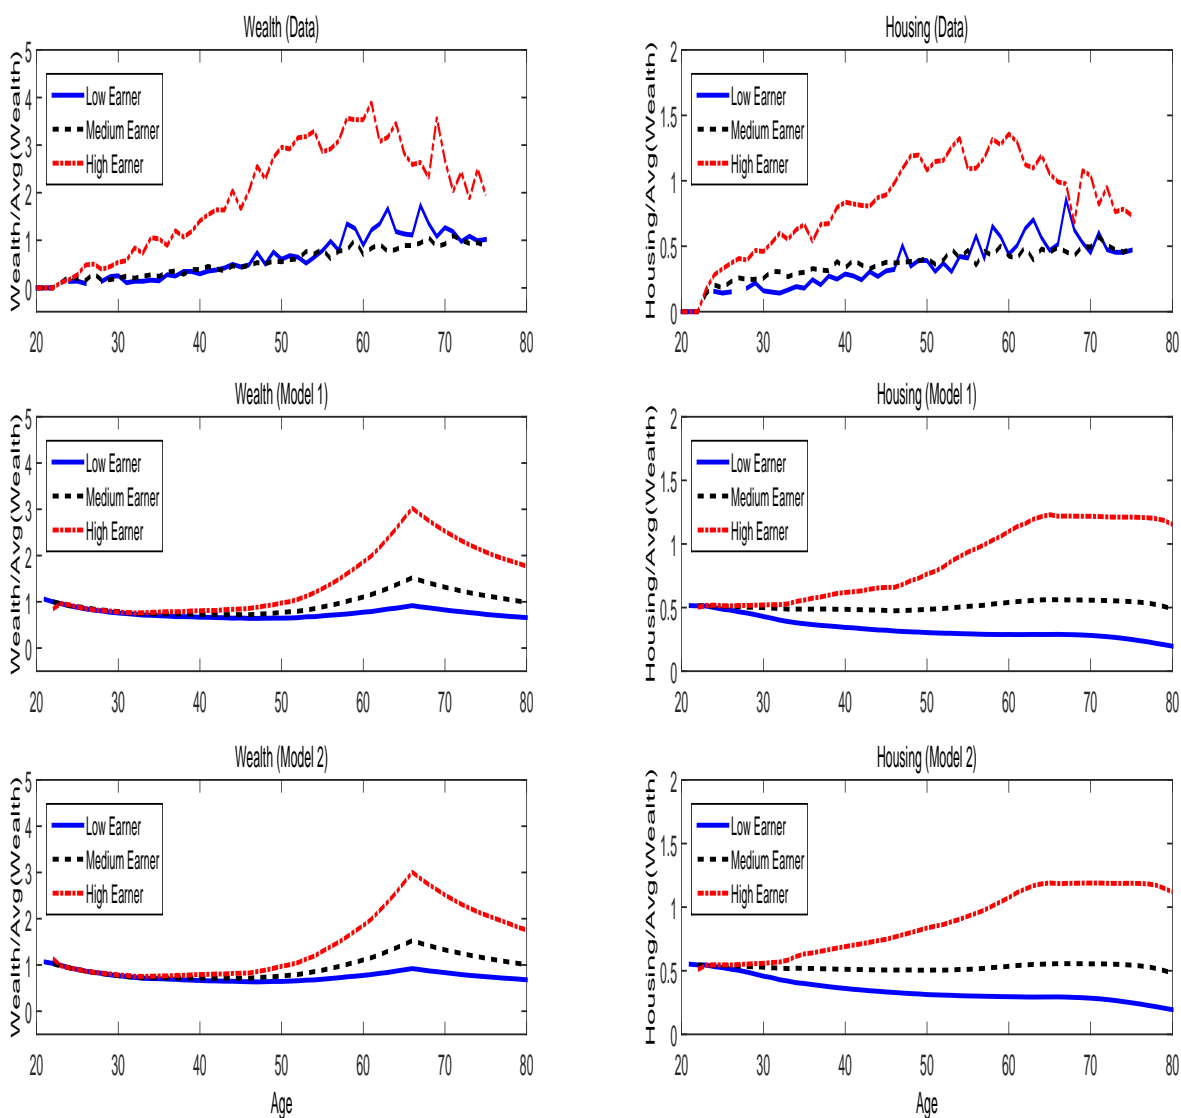 Wealth (Data)
Wealth/Avg(Wealth)
5
4
3
2
1
0
Low Earner
Medium Earner
High Earner
20 30 40 50 60 70 80
Housing (Data)
Housing/Avg(Wealth)
2
1.5
1
0.5
0
Low Earner
Medium Earner
High Earner
20 30 40 50 60 70 80
Wealth (Model 1)
Wealth/Avg(Wealth)
5
4
3
2
1
0
Low Earner
Medium Earner
High Earner
20 30 40 50 60 70 80
Housing (Model 1)
Housing/Avg(Wealth)
2
1.5
1
0.5
0
Low Earner
Medium Earner
High Earner
20 30 40 50 60 70 80
Wealth (Model 2)
Wealth/Avg(Wealth)
5
4
3
2
1
0
Low Earner
Medium Earner
High Earner
20 30 40 50 60 70 80
Age
Housing (Model 2)
Housing/Avg(Wealth)
2
1.5
1
0.5
0
Low Earner
Medium Earner
High Earner
20 30 40 50 60 70 80
Age